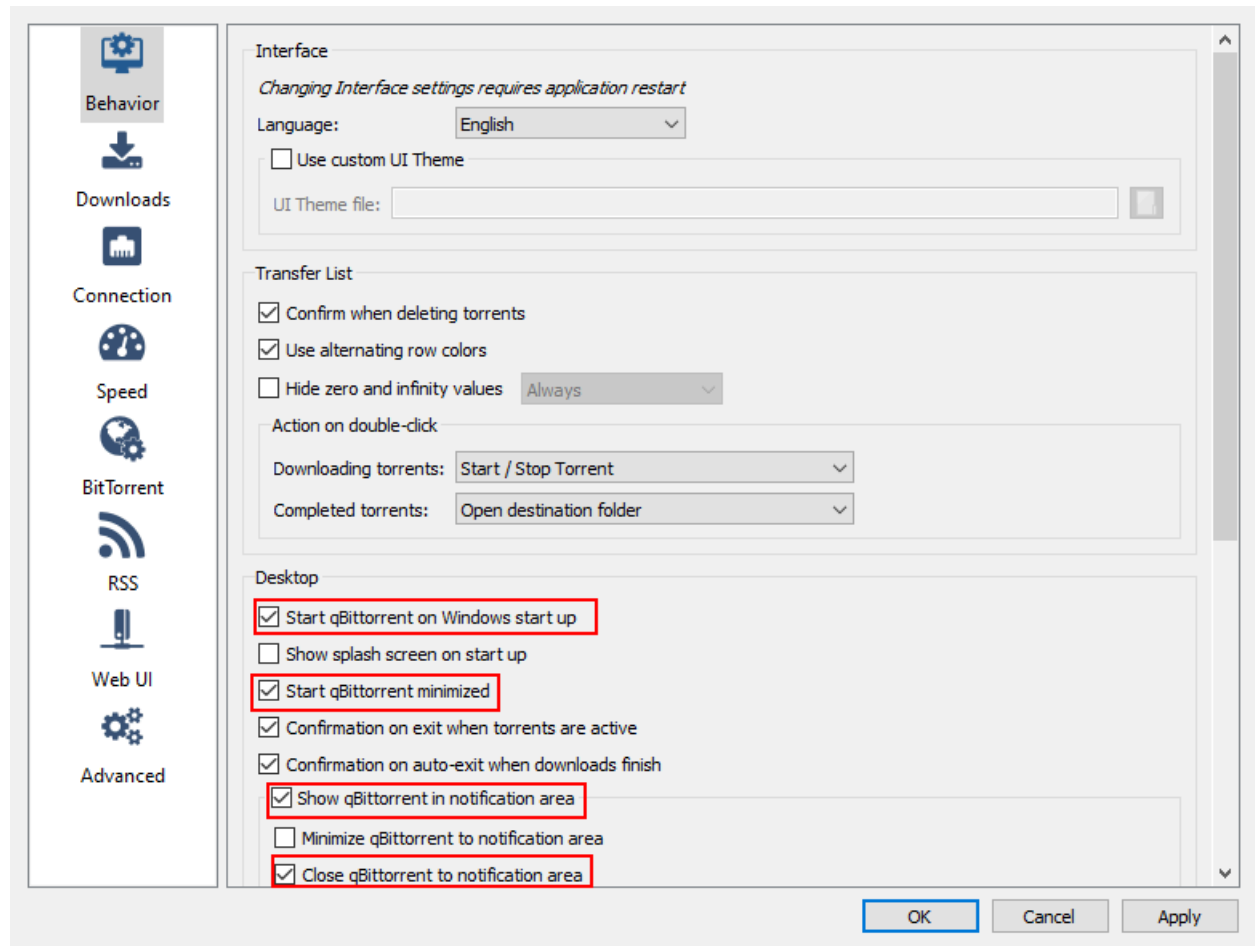 Behavior
Downloads
Connection
Speed
BitTorrent
RSS
Web UI
Advanced
Interface
Changing Interface settings requires application restart
Language: English
Use custom UI Theme
UI Theme file:
Transfer List
Confirm when deleting torrents
Use alternating row colors
Hide zero and infinity values Always
Action on double-click
Downloading torrents: Start / Stop Torrent
Completed torrents: Open destination folder
Desktop
Start qBittorrent on Windows start up
Show splash screen on start up
Start qBittorrent minimized
Confirmation on exit when torrents are active
Confirmation on auto-exit when downloads finish
Show qBittorrent in notification area
Minimize qBittorrent to notification area
Close qBittorrent to notification area
OK Cancel Apply